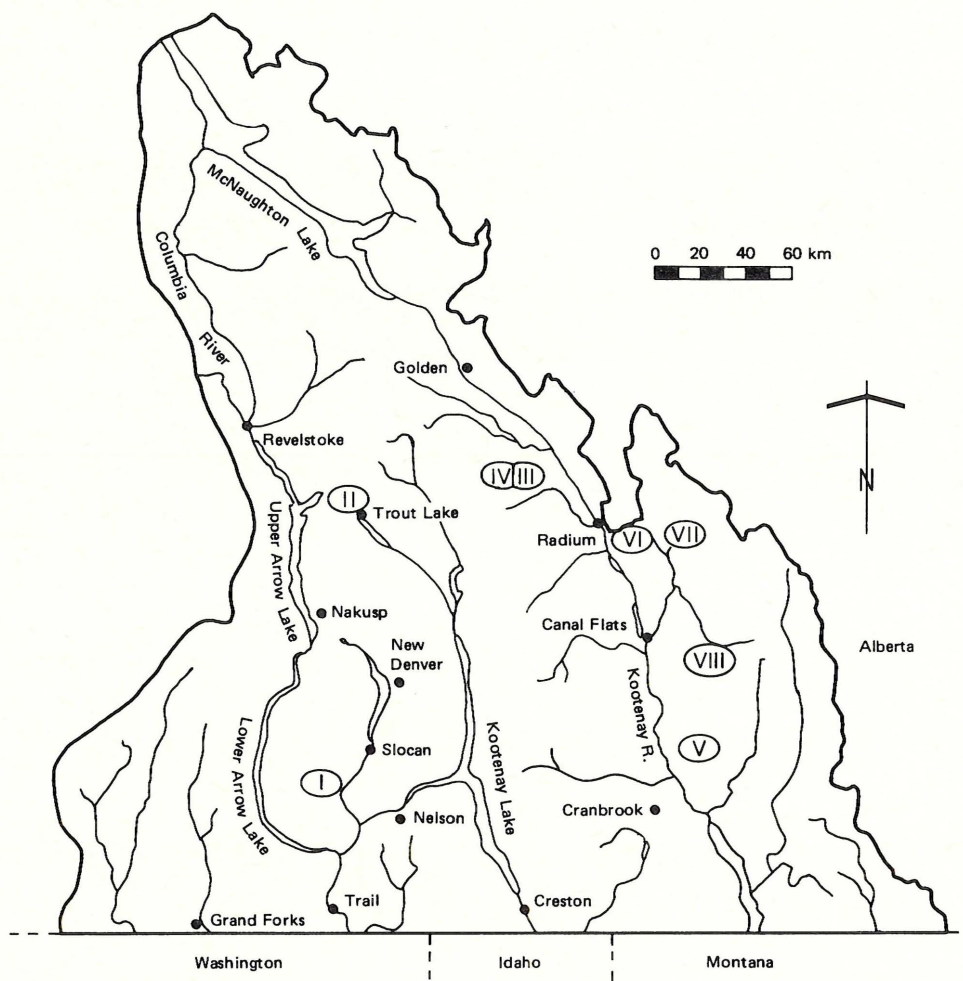 McNaughton Lake
Columbia River
0 20 40 60 km
Golden
N
Revelstoke
IV III
II
Trout Lake
Upper Arrow Lake
Radium
VI
VII
Nakusp
Canal Flats
New
Denver
VIII
Alberta
Kootenay R.
Lower Arrow Lake
Kootenay Lake
Slocan
V
I
Nelson
Cranbrook
Trail
Creston
Grand Forks
Washington
Idaho
Montana